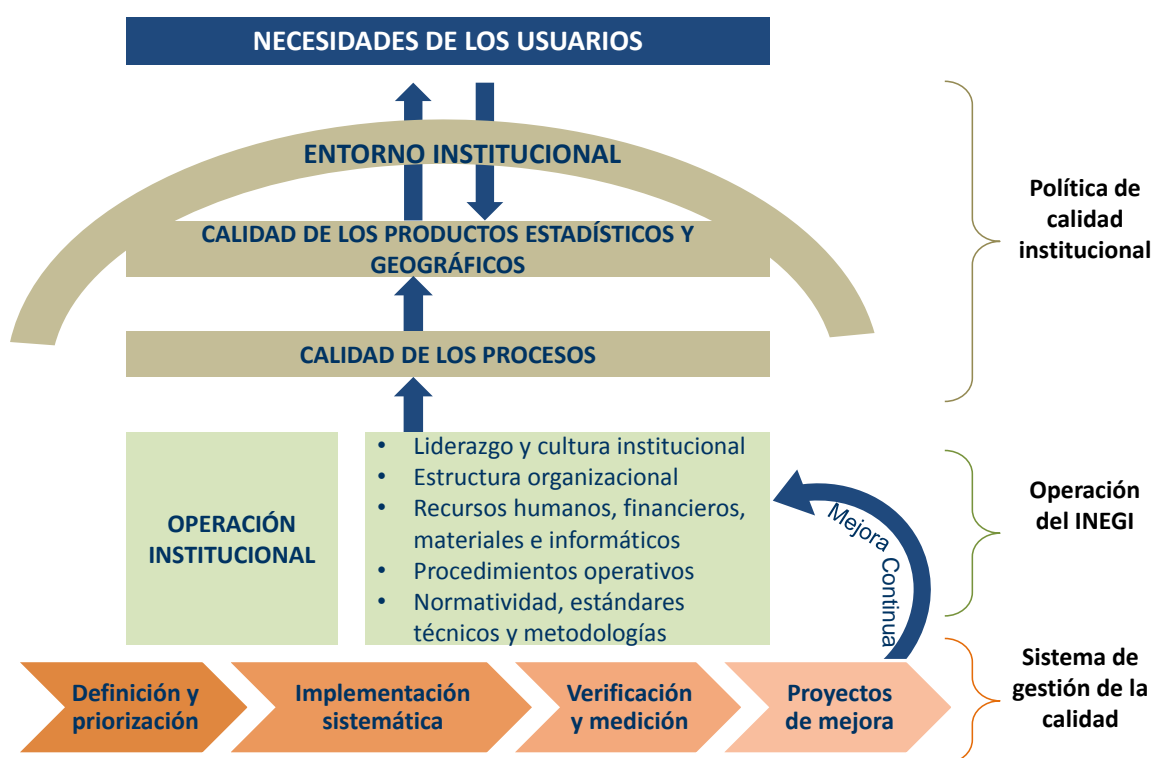 NECESIDADES DE LOS USUARIOS
ENTORNO INSTITUCIONAL
CALIDAD DE LOS PRODUCTOS ESTADÍSTICOS Y
GEOGRÁFICOS
CALIDAD DE LOS PROCESOS
Política de
calidad
institucional
OPERACIÓN
INSTITUCIONAL
• Liderazgo y cultura institucional
• Estructura organizacional
• Recursos humanos, financieros,
materiales e informáticos
• Procedimientos operativos
• Normatividad, estándares
técnicos y metodologías
Mejora Continua
Operación
del INEGI
Definición y
priorización
Implementación
sistemática
Verificación
y medición
Proyectos
de mejora
Sistema de
gestión de la
calidad